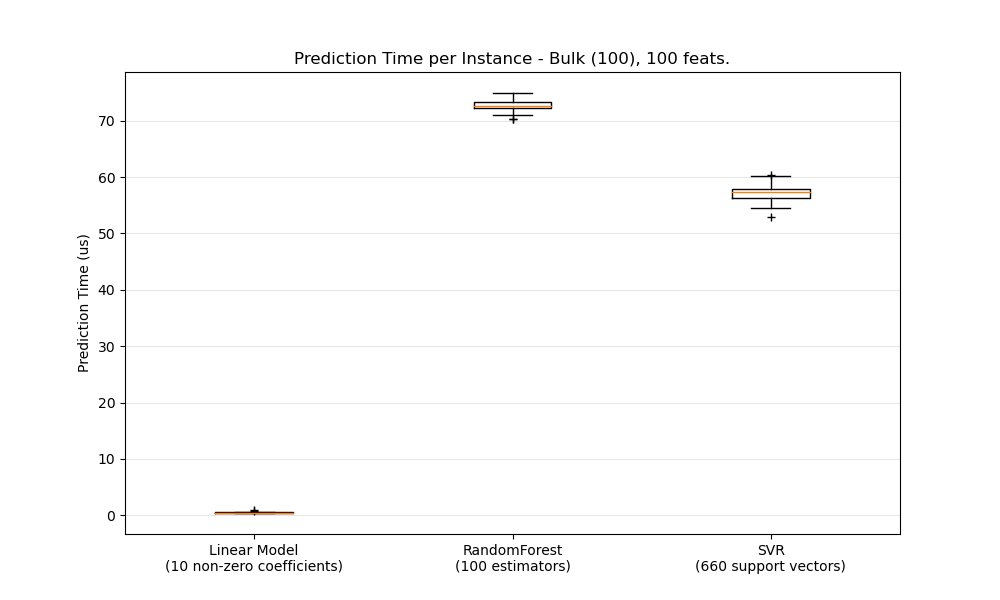 Prediction Time per Instance - Bulk (100), 100 feats.
Prediction Time (us)
70
60
50
40
30
20
10
0
Linear Model
(10 non-zero coefficients)
RandomForest
(100 estimators)
SVR
(660 support vectors)